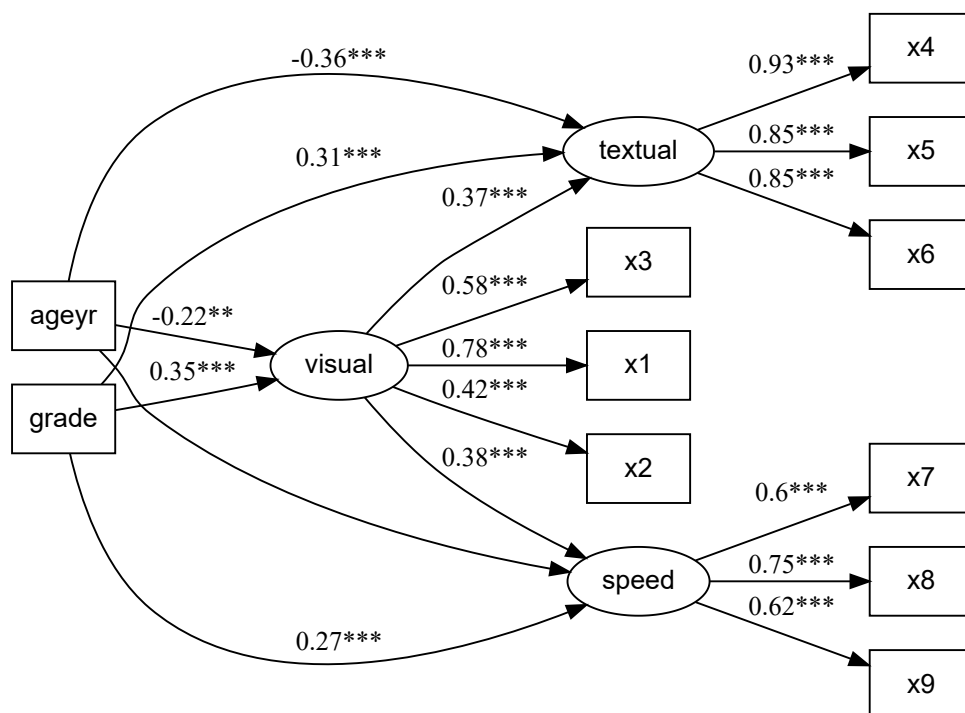 -0.36***
0.31***
0.37***
textual
0.93***
0.85***
0.85***
x4
x5
x6
ageyr
grade
-0.22**
0.35***
visual
0.58***
0.78***
0.42***
0.38***
x3
x1
x2
speed
0.27***
0.6***
0.75***
0.62***
x7
x8
x9